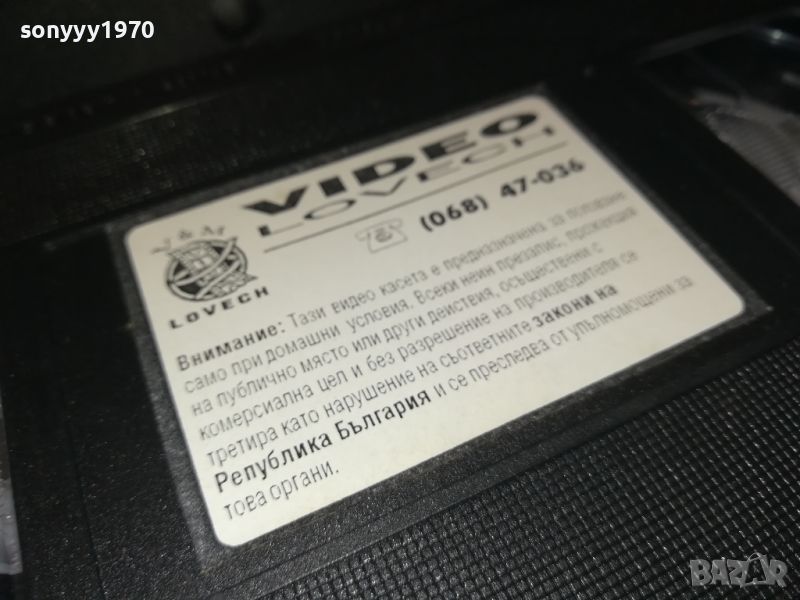 sonyyy1970
VIDEO
LOVECH
(068) 47-036
J & M
LOVECH
Внимание: Тази видео касета е предназначена за ползване
само при домашни условия. Всеки неин презапис, прожекция
на публично място или други действия, осъществени с
комерсиална цел и без разрешение на производителя се
третира като нарушение на съответните закони на
Република България и се преследва от упълномощени за
това органи.
BAZAR